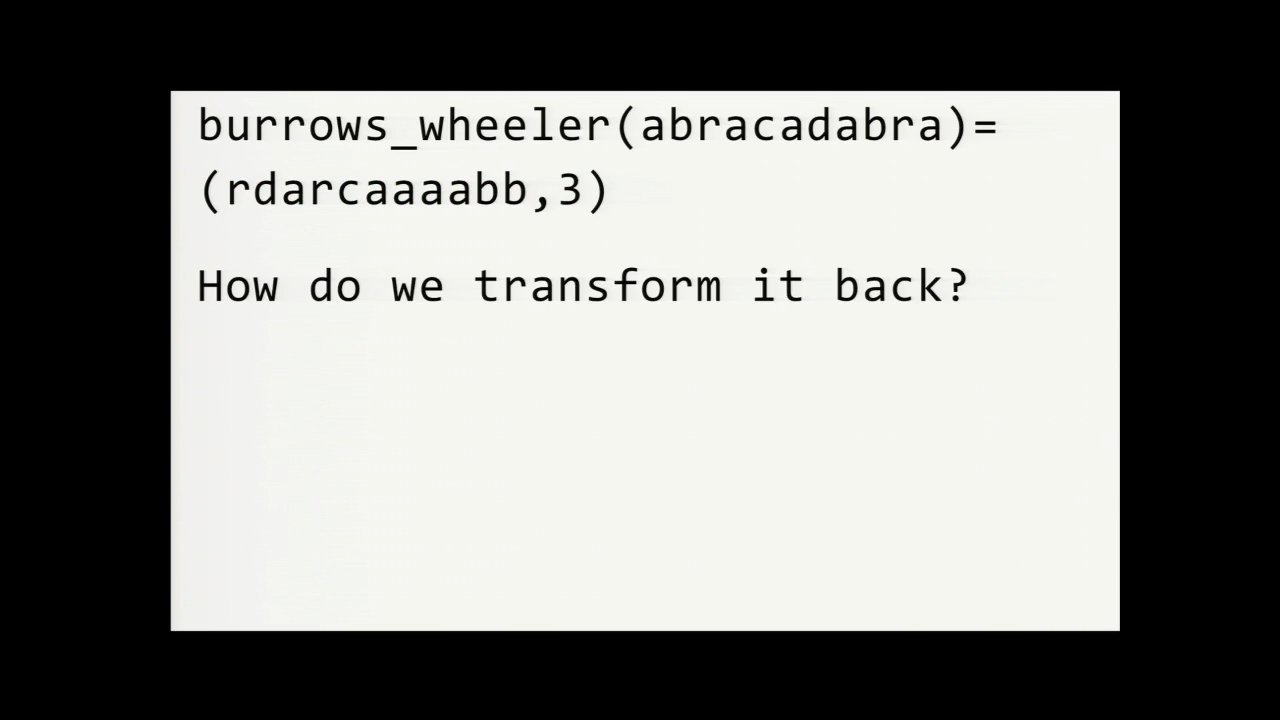 burrows_wheeler(abracadabra)=
(rdarcaaaabb,3)
How do we transform it back?